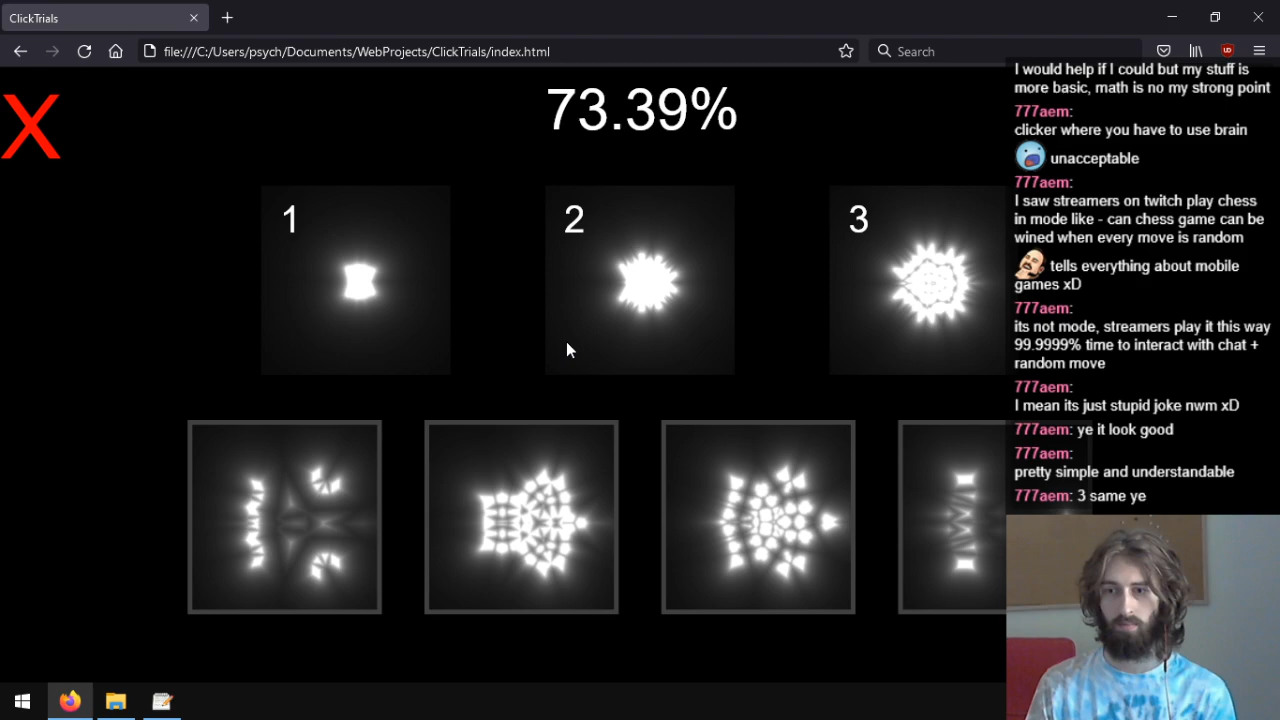 ClickTrials
file:///C:/Users/psych/Documents/WebProjects/ClickTrials/index.html
Search
X
73.39%
1
2
3
I would help if I could but my stuff is
more basic, math is no my strong point
777aem:
clicker where you have to use brain
unacceptable
777aem:
I saw streamers on twitch play chess
in mode like - can chess game can be
wined when every move is random
tells everything about mobile
games xD
777aem:
its not mode, streamers play it this way
99.9999% time to interact with chat +
random move
777aem:
I mean its just stupid joke nwm xD
777aem: ye it look good
777aem:
pretty simple and understandable
777aem: 3 same ye